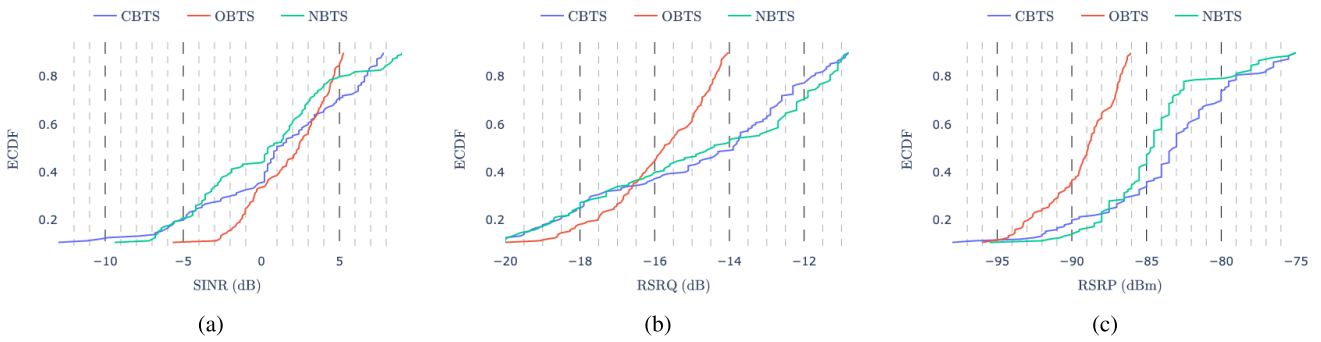 CBTS OBTS NBTS
ECDF
0.8
0.6
0.4
0.2
−10 −5 0 5
SINR (dB)
(a)
CBTS OBTS NBTS
ECDF
0.8
0.6
0.4
0.2
−20 −18 −16 −14 −12
RSRQ (dB)
(b)
CBTS OBTS NBTS
ECDF
0.8
0.6
0.4
0.2
−95 −90 −85 −80 −75
RSRP (dBm)
(c)